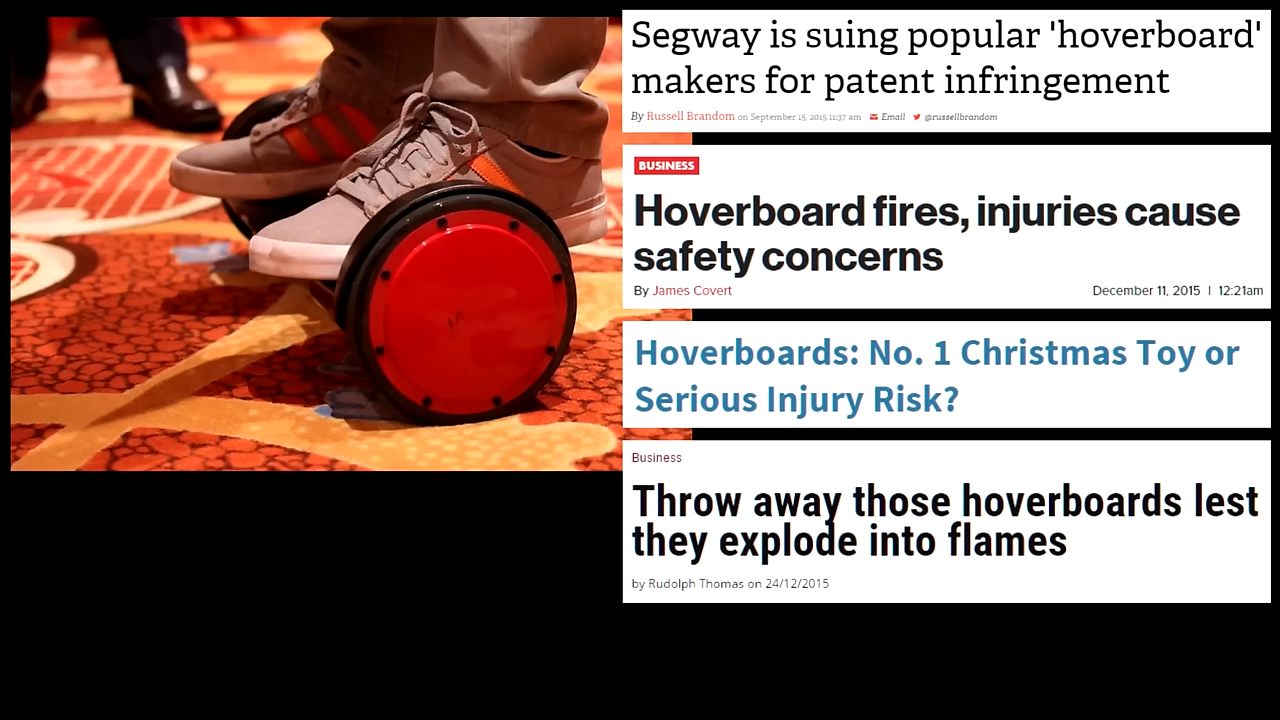 Segway is suing popular 'hoverboard'
makers for patent infringement
By Russell Brandom on September 15, 2015 11:37 am Email @russellbrandom
BUSINESS
Hoverboard fires, injuries cause
safety concerns
By James Covert December 11, 2015 | 12:21am
Hoverboards: No. 1 Christmas Toy or
Serious Injury Risk?
Business
Throw away those hoverboards lest
they explode into flames
by Rudolph Thomas on 24/12/2015